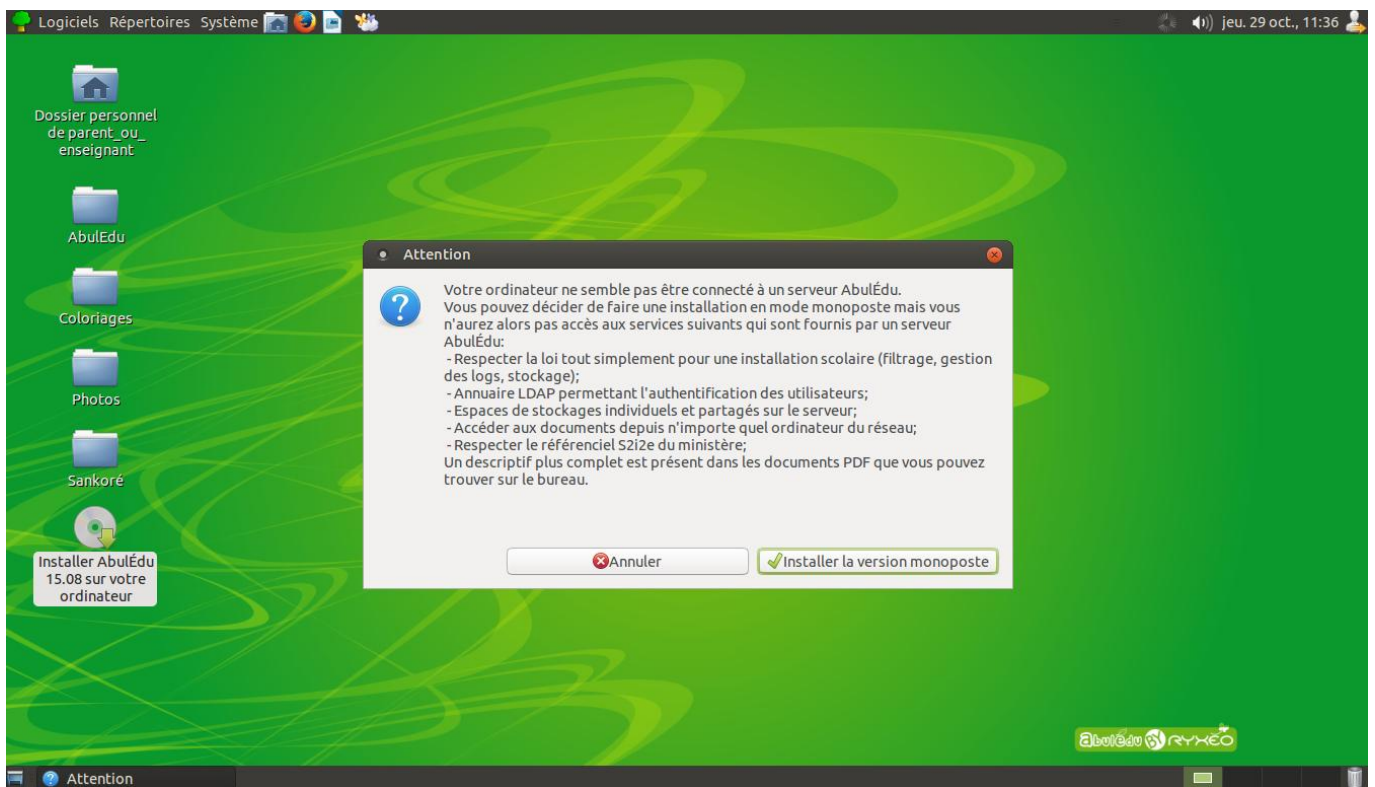 Logiciels Répertoires Système
jeu. 29 oct., 11:36
Dossier personnel
de parent_ou_
enseignant
AbulEdu
Coloriages
Photos
Sankoré
Installer AbulÉdu
15.08 sur votre
ordinateur
Attention
Votre ordinateur ne semble pas être connecté à un serveur AbulÉdu.
Vous pouvez décider de faire une installation en mode monoposte mais vous
n'aurez alors pas accès aux services suivants qui sont fournis par un serveur
AbulÉdu:
- Respecter la loi tout simplement pour une installation scolaire (filtrage, gestion
des logs, stockage);
- Annuaire LDAP permettant l'authentification des utilisateurs;
- Espaces de stockages individuels et partagés sur le serveur;
- Accéder aux documents depuis n'importe quel ordinateur du réseau;
- Respecter le référenciel S2i2e du ministère;
Un descriptif plus complet est présent dans les documents PDF que vous pouvez
trouver sur le bureau.
Annuler
Installer la version monoposte
abulédu RYXEO
Attention